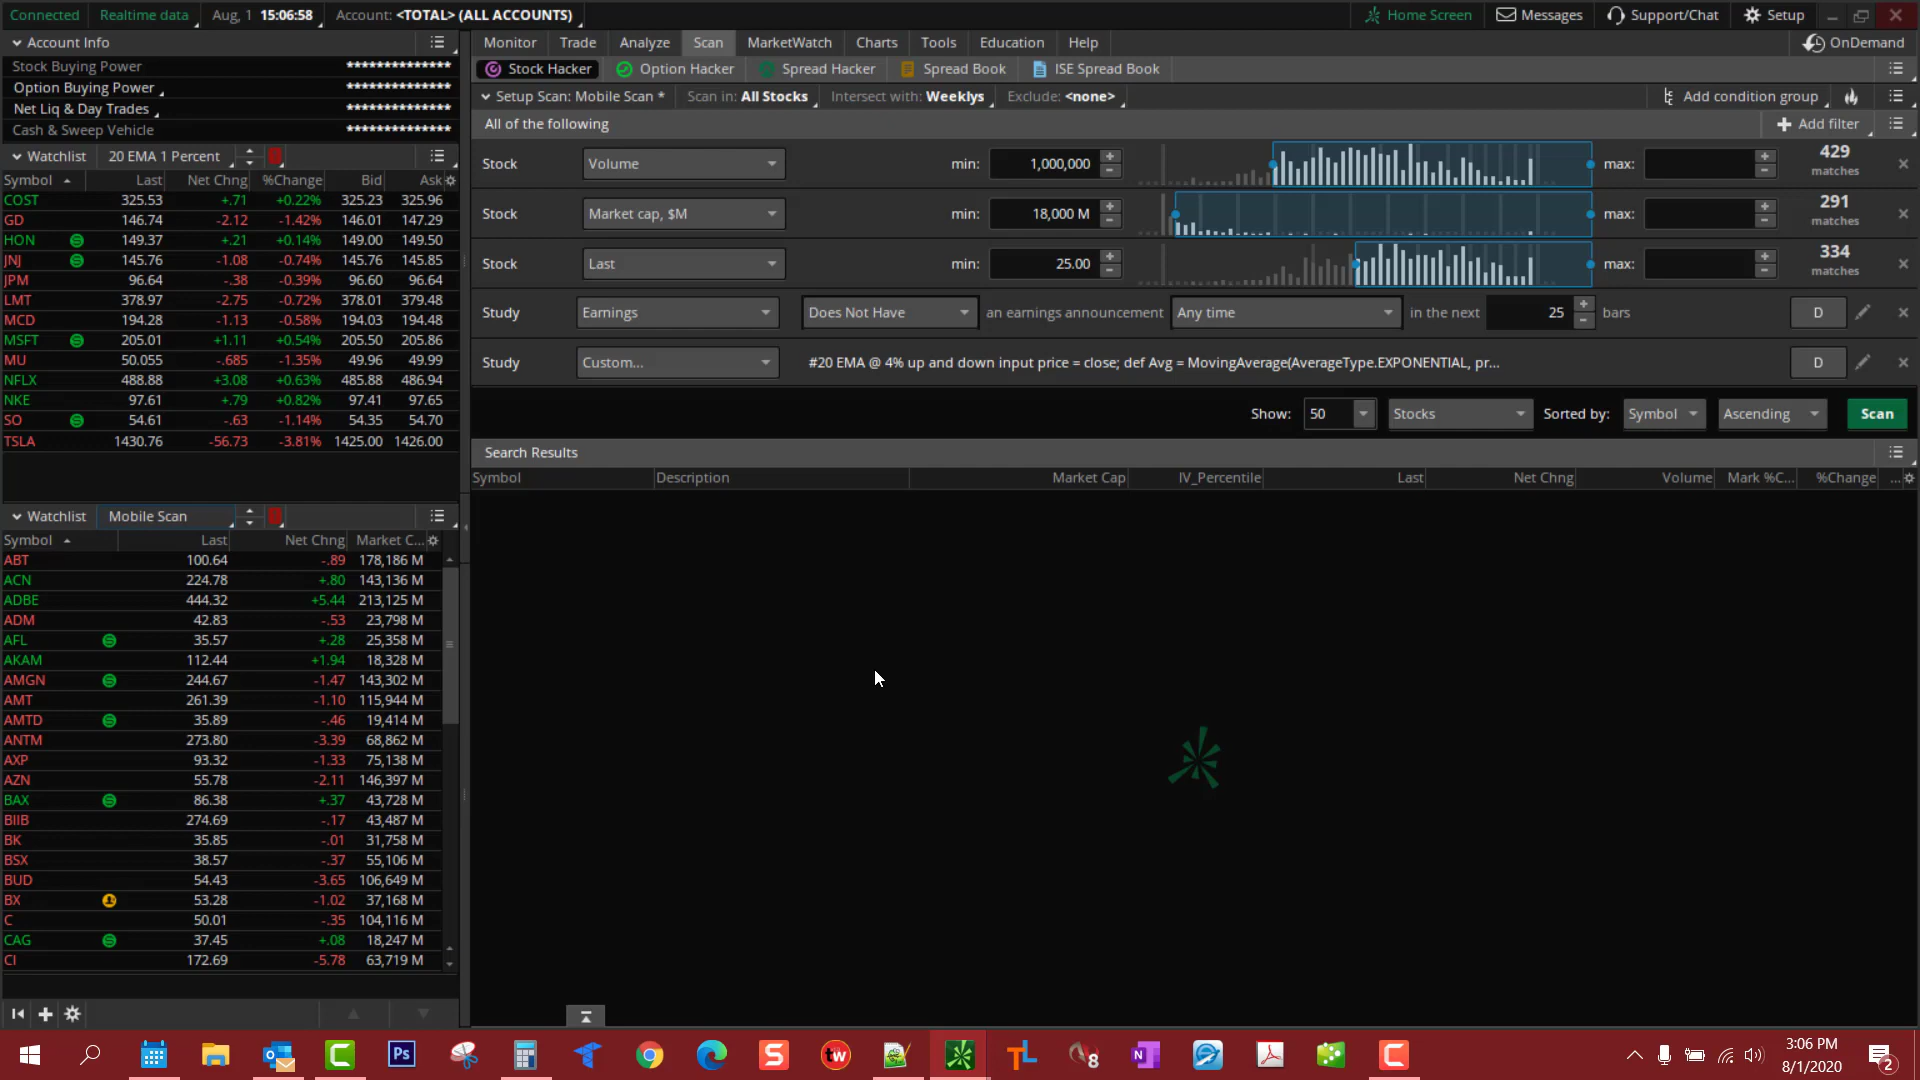 Connected Realtime data Aug, 1 15:06:58 Account: <TOTAL> (ALL ACCOUNTS) Home Screen Messages Support/Chat Setup
Account Info
Stock Buying Power **************
Option Buying Power **************
Net Liq & Day Trades **************
Cash & Sweep Vehicle **************
Watchlist 20 EMA 1 Percent
Symbol Last Net Chng %Change Bid Ask
COST 325.53 +.71 +0.22% 325.23 325.96
GD 146.74 -2.12 -1.42% 146.01 147.29
HON 149.37 +.21 +0.14% 149.00 149.50
JNJ 145.76 -1.08 -0.74% 145.76 145.85
JPM 96.64 -.38 -0.39% 96.60 96.64
LMT 378.97 -2.75 -0.72% 378.01 379.48
MCD 194.28 -1.13 -0.58% 194.03 194.48
MSFT 205.01 +1.11 +0.54% 205.50 205.86
MU 50.055 -.685 -1.35% 49.96 49.99
NFLX 488.88 +3.08 +0.63% 485.88 486.94
NKE 97.61 +.79 +0.82% 97.41 97.65
SO 54.61 -.63 -1.14% 54.35 54.70
TSLA 1430.76 -56.73 -3.81% 1425.00 1426.00
Watchlist Mobile Scan
Symbol Last Net Chng Market C...
ABT 100.64 -.89 178,186 M
ACN 224.78 +.80 143,136 M
ADBE 444.32 +5.44 213,125 M
ADM 42.83 -.53 23,798 M
AFL 35.57 +.28 25,358 M
AKAM 112.44 +1.94 18,328 M
AMGN 244.67 -1.47 143,302 M
AMT 261.39 -1.10 115,944 M
AMTD 35.89 -.46 19,414 M
ANTM 273.80 -3.39 68,862 M
AXP 93.32 -1.33 75,138 M
AZN 55.78 -2.11 146,397 M
BAX 86.38 +.37 43,728 M
BIIB 274.69 -.17 43,487 M
BK 35.85 -.01 31,758 M
BSX 38.57 -.37 55,106 M
BUD 54.43 -3.65 106,649 M
BX 53.28 -1.02 37,168 M
C 50.01 -.35 104,116 M
CAG 37.45 +.08 18,247 M
CI 172.69 -5.78 63,719 M
Monitor Trade Analyze Scan MarketWatch Charts Tools Education Help OnDemand
Stock Hacker Option Hacker Spread Hacker Spread Book ISE Spread Book
Setup Scan: Mobile Scan * Scan in: All Stocks Intersect with: Weeklys Exclude: <none> Add condition group
All of the following Add filter
Stock Volume min: 1,000,000 max: 429
matches
Stock Market cap, $M min: 18,000 M max: 291
matches
Stock Last min: 25.00 max: 334
matches
Study Earnings Does Not Have an earnings announcement Any time in the next 25 bars D
Study Custom... #20 EMA @ 4% up and down input price = close; def Avg = MovingAverage(AverageType.EXPONENTIAL, pr... D
Show: 50 Stocks Sorted by: Symbol Ascending Scan
Search Results
Symbol Description Market Cap IV_Percentile Last Net Chng Volume Mark %C... %Change ...
Ps S tw TL 8 N
3:06 PM
8/1/2020
2